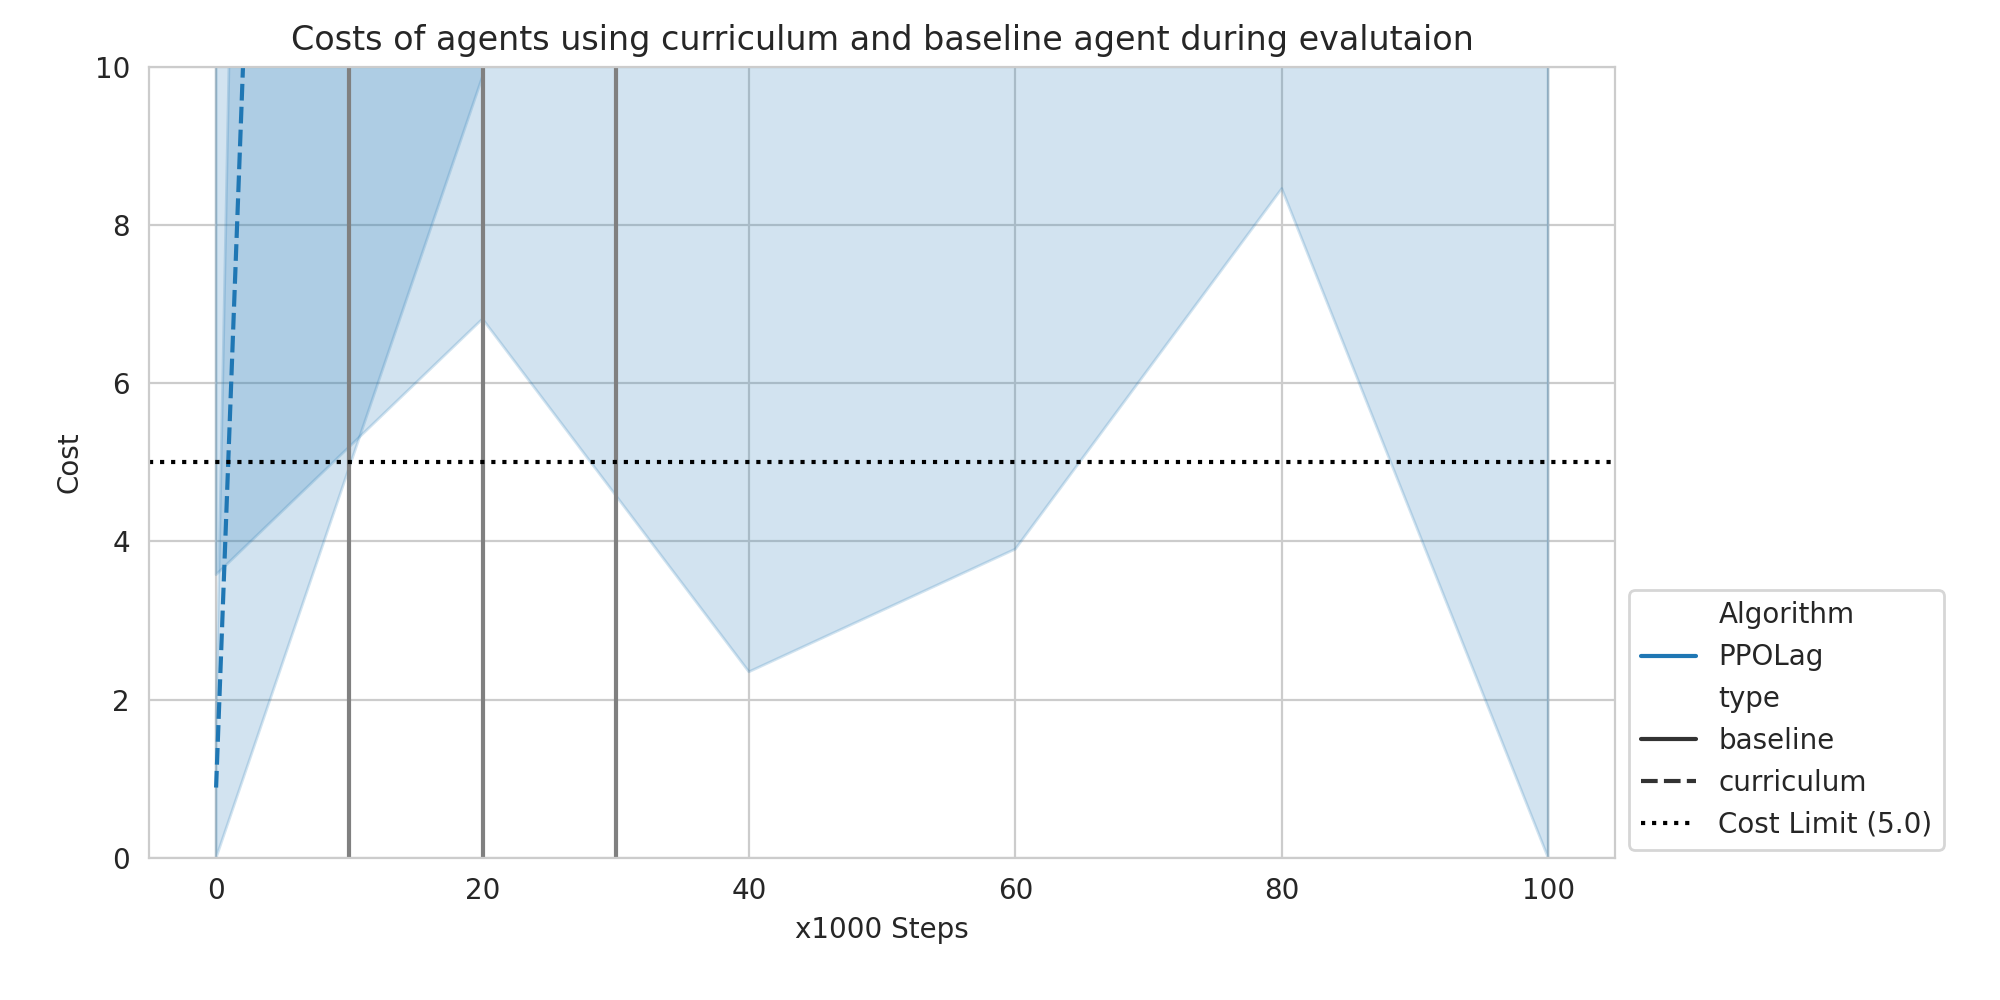 Costs of agents using curriculum and baseline agent during evalutaion
10
8
6
4
2
0
Cost
0 20 40 60 80 100
x1000 Steps
Algorithm
PPOLag
type
baseline
curriculum
Cost Limit (5.0)